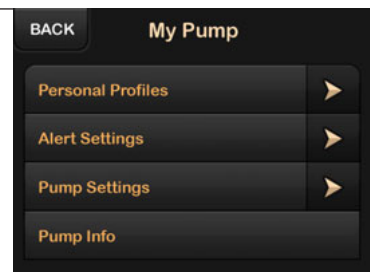 BACK
My Pump
Personal Profiles
Alert Settings
Pump Settings
Pump Info